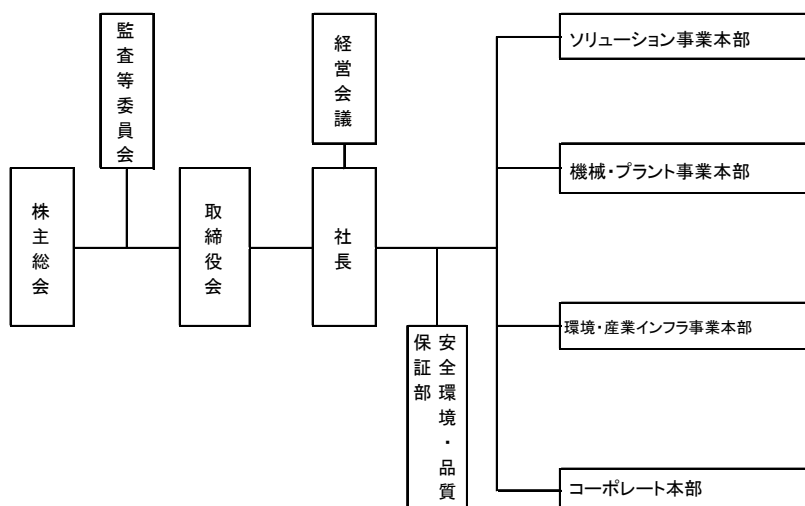 監査等委員会
経営会議
株主総会
取締役会
社長
安全環境・品質
保証部
ソリューション事業本部
機械・プラント事業本部
環境・産業インフラ事業本部
コーポレート本部